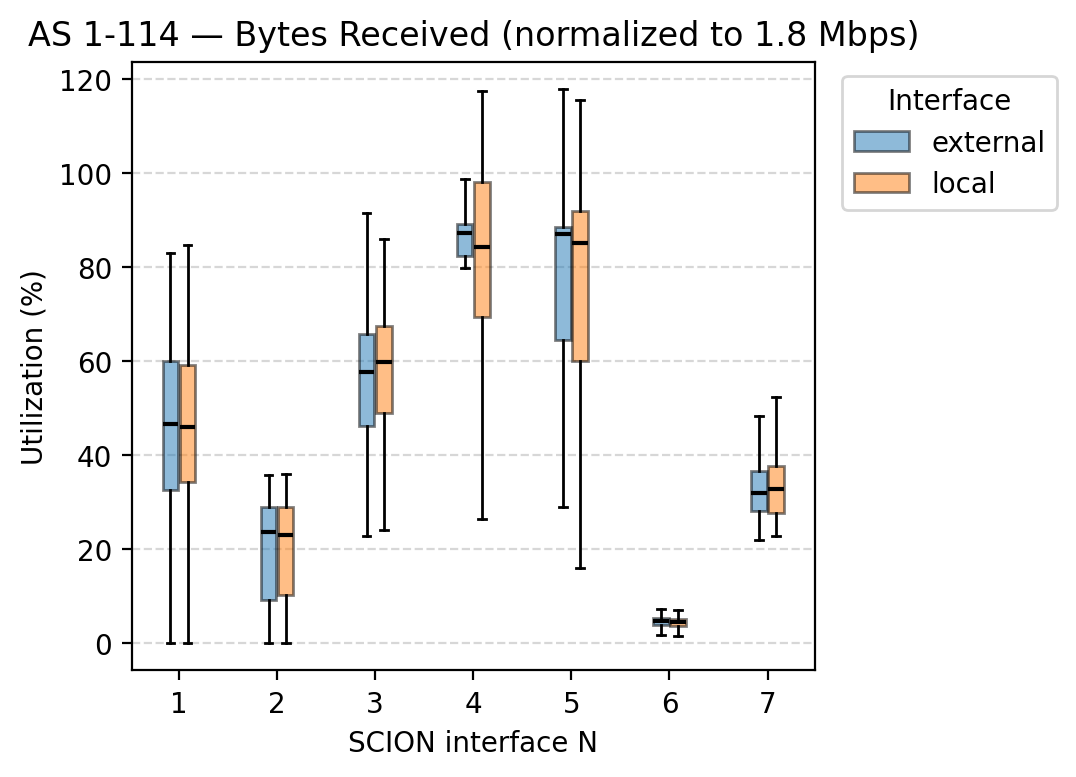 AS 1-114 — Bytes Received (normalized to 1.8 Mbps)
120
100
80
60
40
20
0
Utilization (%)
1 2 3 4 5 6 7
SCION interface N
Interface
external
local